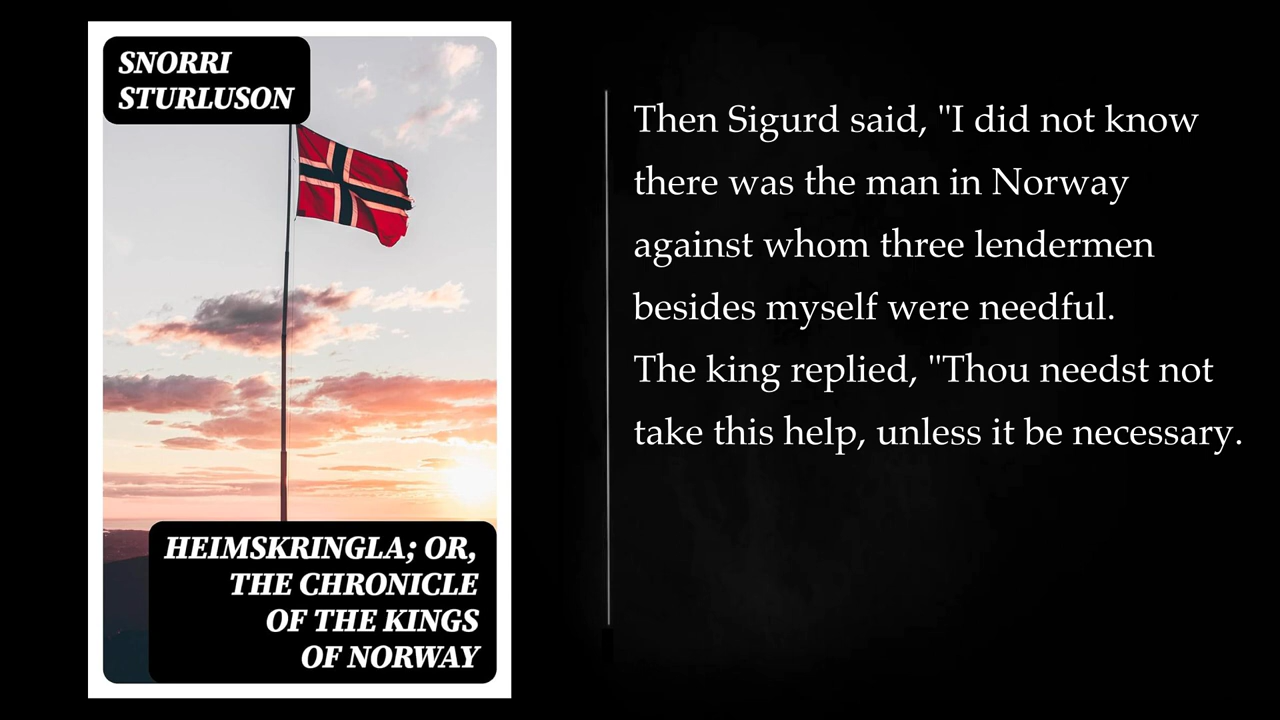 SNORRI
STURLUSON
HEIMSKRINGLA; OR,
THE CHRONICLE
OF THE KINGS
OF NORWAY
Then Sigurd said, "I did not know
there was the man in Norway
against whom three lendermen
besides myself were needful.
The king replied, "Thou needst not
take this help, unless it be necessary.